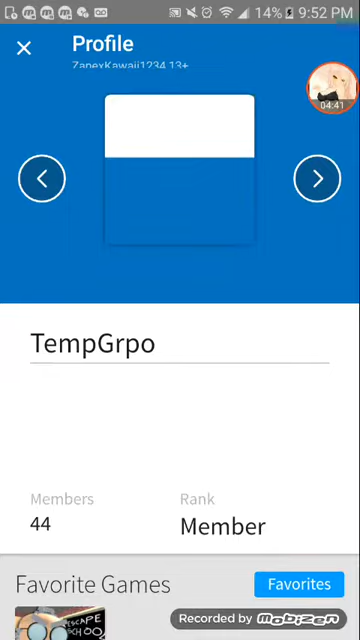 14% 9:52 PM
Profile
ZapexKawaii1234 13+
04:41
TempGrpo
Members
Rank
44
Member
Favorite Games
Favorites
ESCAPE
Recorded by Mobizen